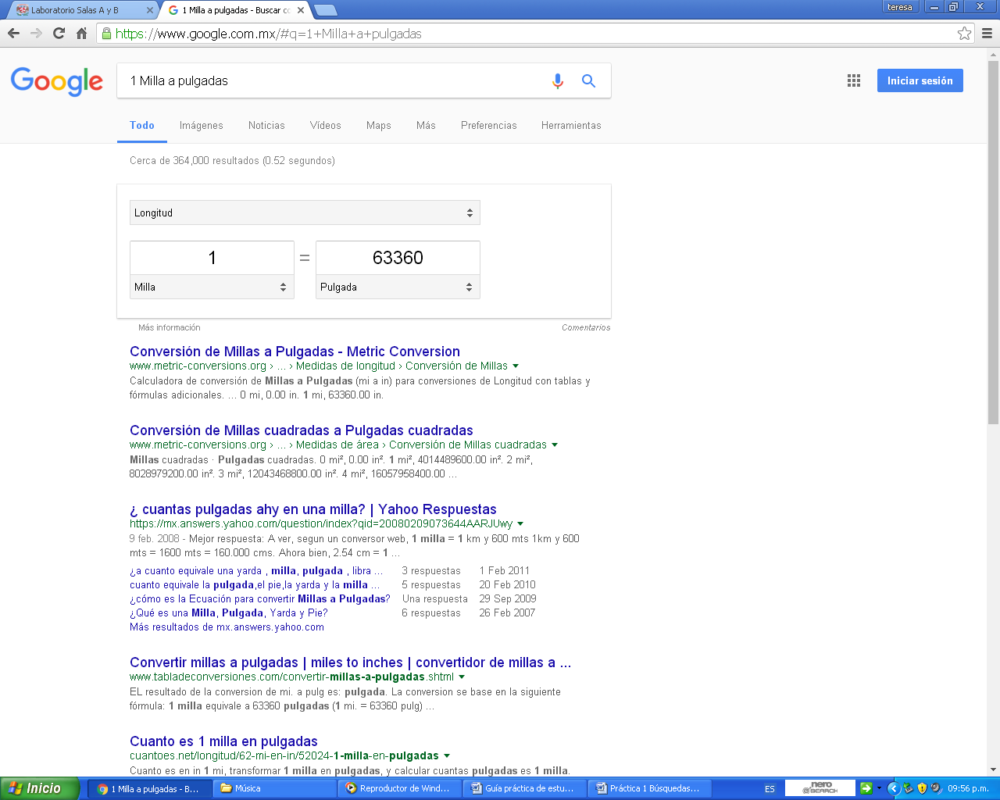 Laboratorio Salas A y B
1 Milla a pulgadas - Buscar co
teresa
https://www.google.com.mx/#q=1+Milla+a+pulgadas
Google
1 Milla a pulgadas
Iniciar sesión
Todo Imágenes Noticias Vídeos Maps Más Preferencias Herramientas
Cerca de 364,000 resultados (0.52 segundos)
Longitud
1 = 63360
Milla Pulgada
Más información Comentarios
Conversión de Millas a Pulgadas - Metric Conversion
www.metric-conversions.org › ... › Medidas de longitud › Conversión de Millas
Calculadora de conversión de Millas a Pulgadas (mi a in) para conversiones de Longitud con tablas y
fórmulas adicionales. ... 0 mi, 0.00 in. 1 mi, 63360.00 in.
Conversión de Millas cuadradas a Pulgadas cuadradas
www.metric-conversions.org › ... › Medidas de área › Conversión de Millas cuadradas
Millas cuadradas · Pulgadas cuadradas. 0 mi², 0.00 in². 1 mi², 4014489600.00 in². 2 mi²,
8028979200.00 in². 3 mi², 12043468800.00 in². 4 mi², 16057958400.00 ...
¿ cuantas pulgadas ahy en una milla? | Yahoo Respuestas
https://mx.answers.yahoo.com/question/index?qid=20080209073644AARJUwy
9 feb. 2008 - Mejor respuesta: A ver, segun un conversor web, 1 milla = 1 km y 600 mts 1km y 600
mts = 1600 mts = 160.000 cms. Ahora bien, 2.54 cm = 1 ...
¿a cuanto equivale una yarda , milla, pulgada , libra ... 3 respuestas 1 Feb 2011
cuanto equivale la pulgada,el pie,la yarda y la milla ... 5 respuestas 20 Feb 2010
¿cómo es la Ecuación para convertir Millas a Pulgadas? Una respuesta 29 Sep 2009
¿Qué es una Milla, Pulgada, Yarda y Pie? 6 respuestas 26 Feb 2007
Más resultados de mx.answers.yahoo.com
Convertir millas a pulgadas | miles to inches | convertidor de millas a ...
www.tabladeconversiones.com/convertir-millas-a-pulgadas.shtml
EL resultado de la conversion de mi. a pulg es: pulgada. La conversion se base en la siguiente
fórmula: 1 milla equivale a 63360 pulgadas (1 mi. = 63360 pulg) ...
Cuanto es 1 milla en pulgadas
cuantoes.net/longitud/62-mi-en-in/52024-1-milla-en-pulgadas
Cuanto es en in 1 mi, transformar 1 milla en pulgadas, y calcular cuantas pulgadas es 1 milla.
Inicio
1 Milla a pulgadas - B...
Música
Reproductor de Wind...
Guía práctica de estu...
Práctica 1 Búsquedas...
ES
nero
@SEARCH
09:56 p.m.